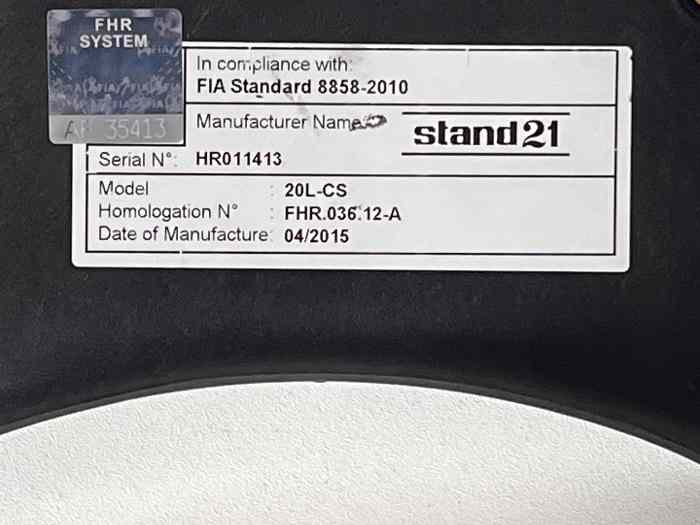 FHR
SYSTEM
AF 35413
In compliance with:
FIA Standard 8858-2010
Manufacturer Name
stand21
Serial N°: HR011413
Model : 20L-CS
Homologation N° : FHR.036.12-A
Date of Manufacture: 04/2015